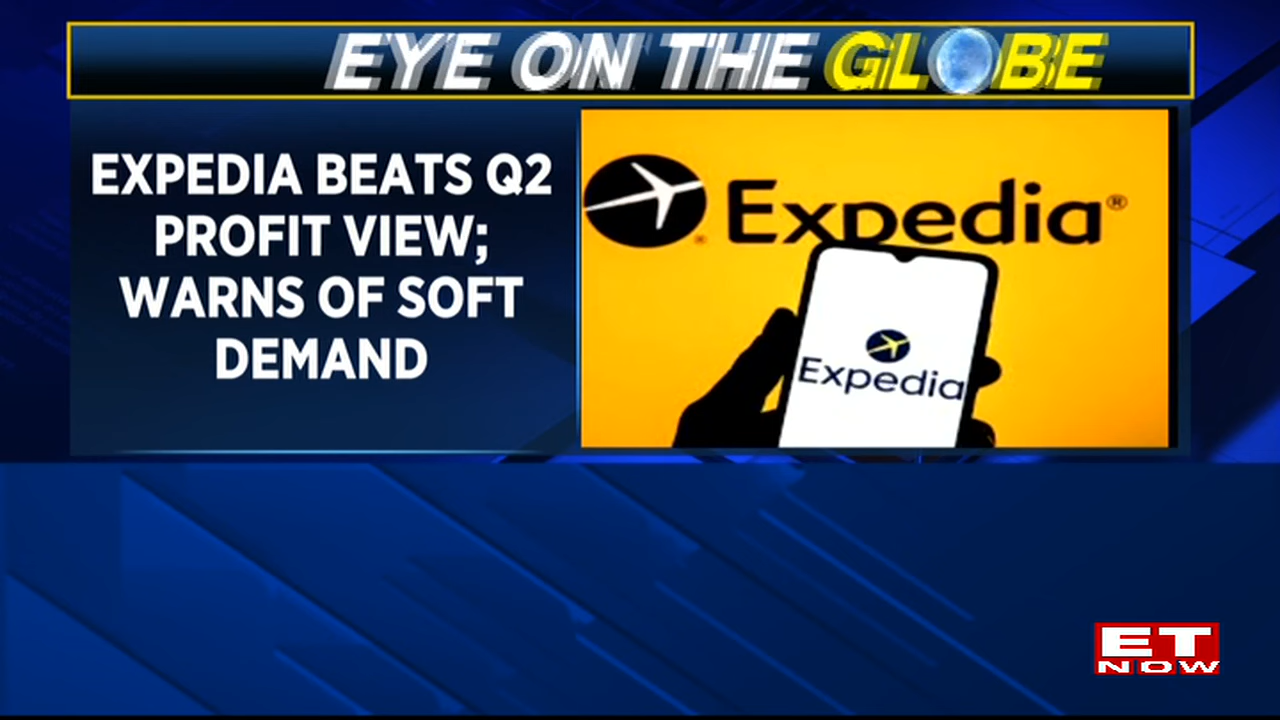 EYE ON THE GLOBE
EXPEDIA BEATS Q2
PROFIT VIEW;
WARNS OF SOFT
DEMAND
Expedia®
Expedia
ET
NOW